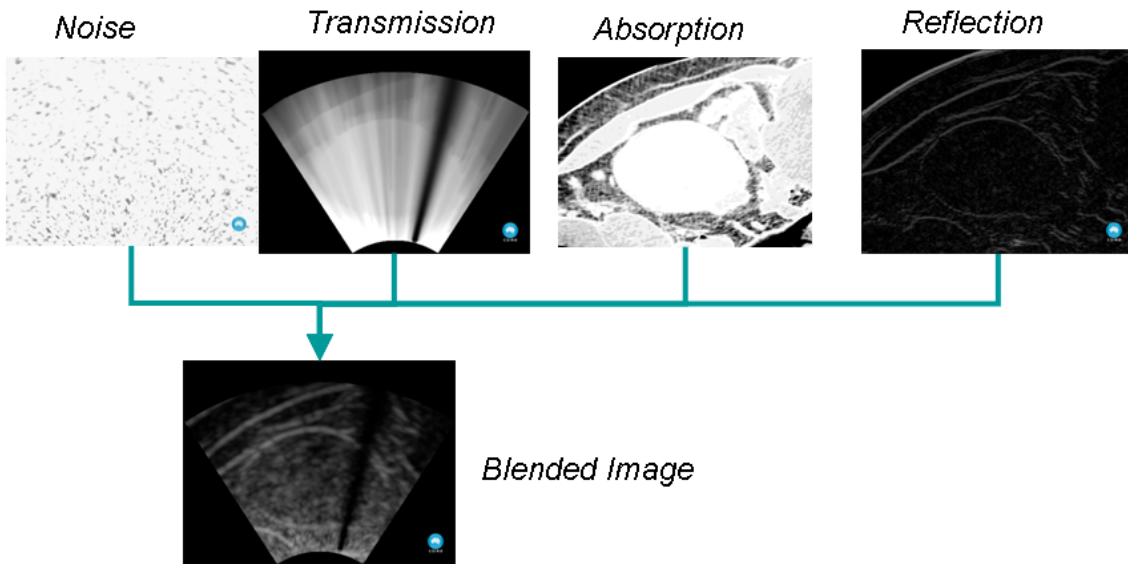 Noise
Transmission
Absorption
Reflection
Blended Image